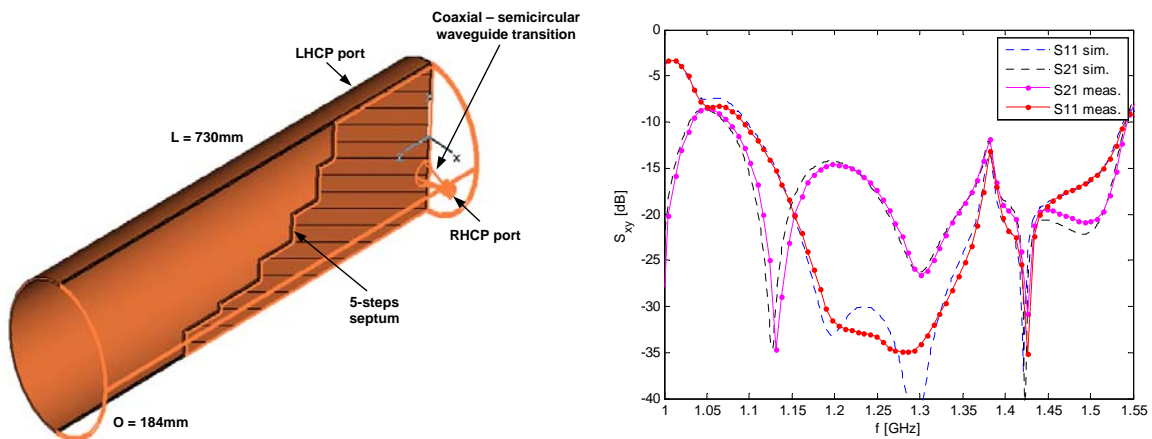 Coaxial – semicircular
waveguide transition
LHCP port
L = 730mm
z
x
RHCP port
5-steps
septum
O = 184mm
0
-5
-10
-15
-20
-25
-30
-35
-40
S_xy [dB]
1
1.05
1.1
1.15
1.2
1.25
1.3
1.35
1.4
1.45
1.5
1.55
f [GHz]
S11 sim.
S21 sim.
S21 meas.
S11 meas.